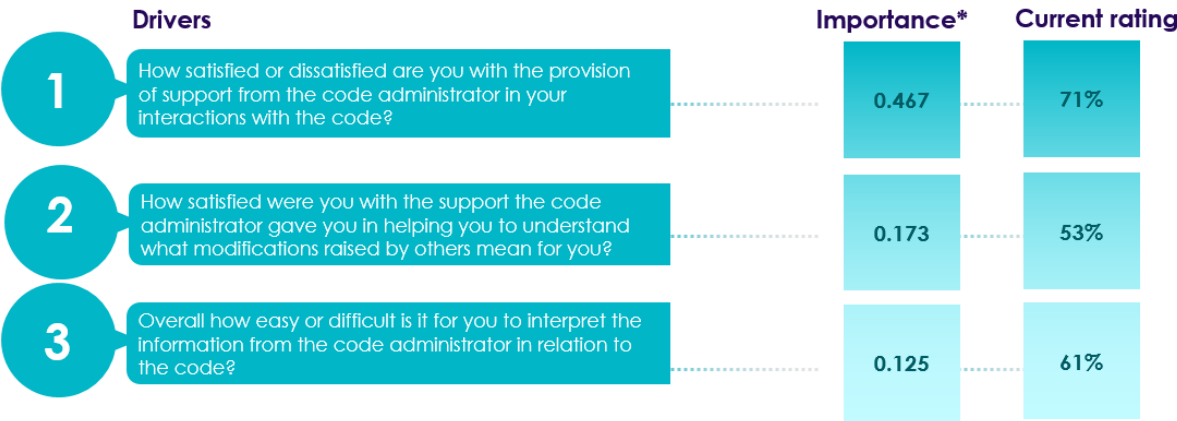 Drivers Importance* Current rating
1
How satisfied or dissatisfied are you with the provision
of support from the code administrator in your
interactions with the code?
0.467 71%
2
How satisfied were you with the support the code
administrator gave you in helping you to understand
what modifications raised by others mean for you?
0.173 53%
3
Overall how easy or difficult is it for you to interpret the
information from the code administrator in relation to
the code?
0.125 61%